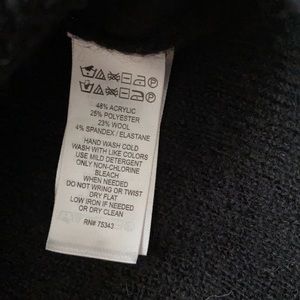 48% ACRYLIC
25% POLYESTER
23% WOOL
4% SPANDEX / ELASTANE
HAND WASH COLD
WASH WITH LIKE COLORS
USE MILD DETERGENT
ONLY NON-CHLORINE
BLEACH
WHEN NEEDED
DO NOT WRING OR TWIST
DRY FLAT
LOW IRON IF NEEDED
OR DRY CLEAN
RN# 75343